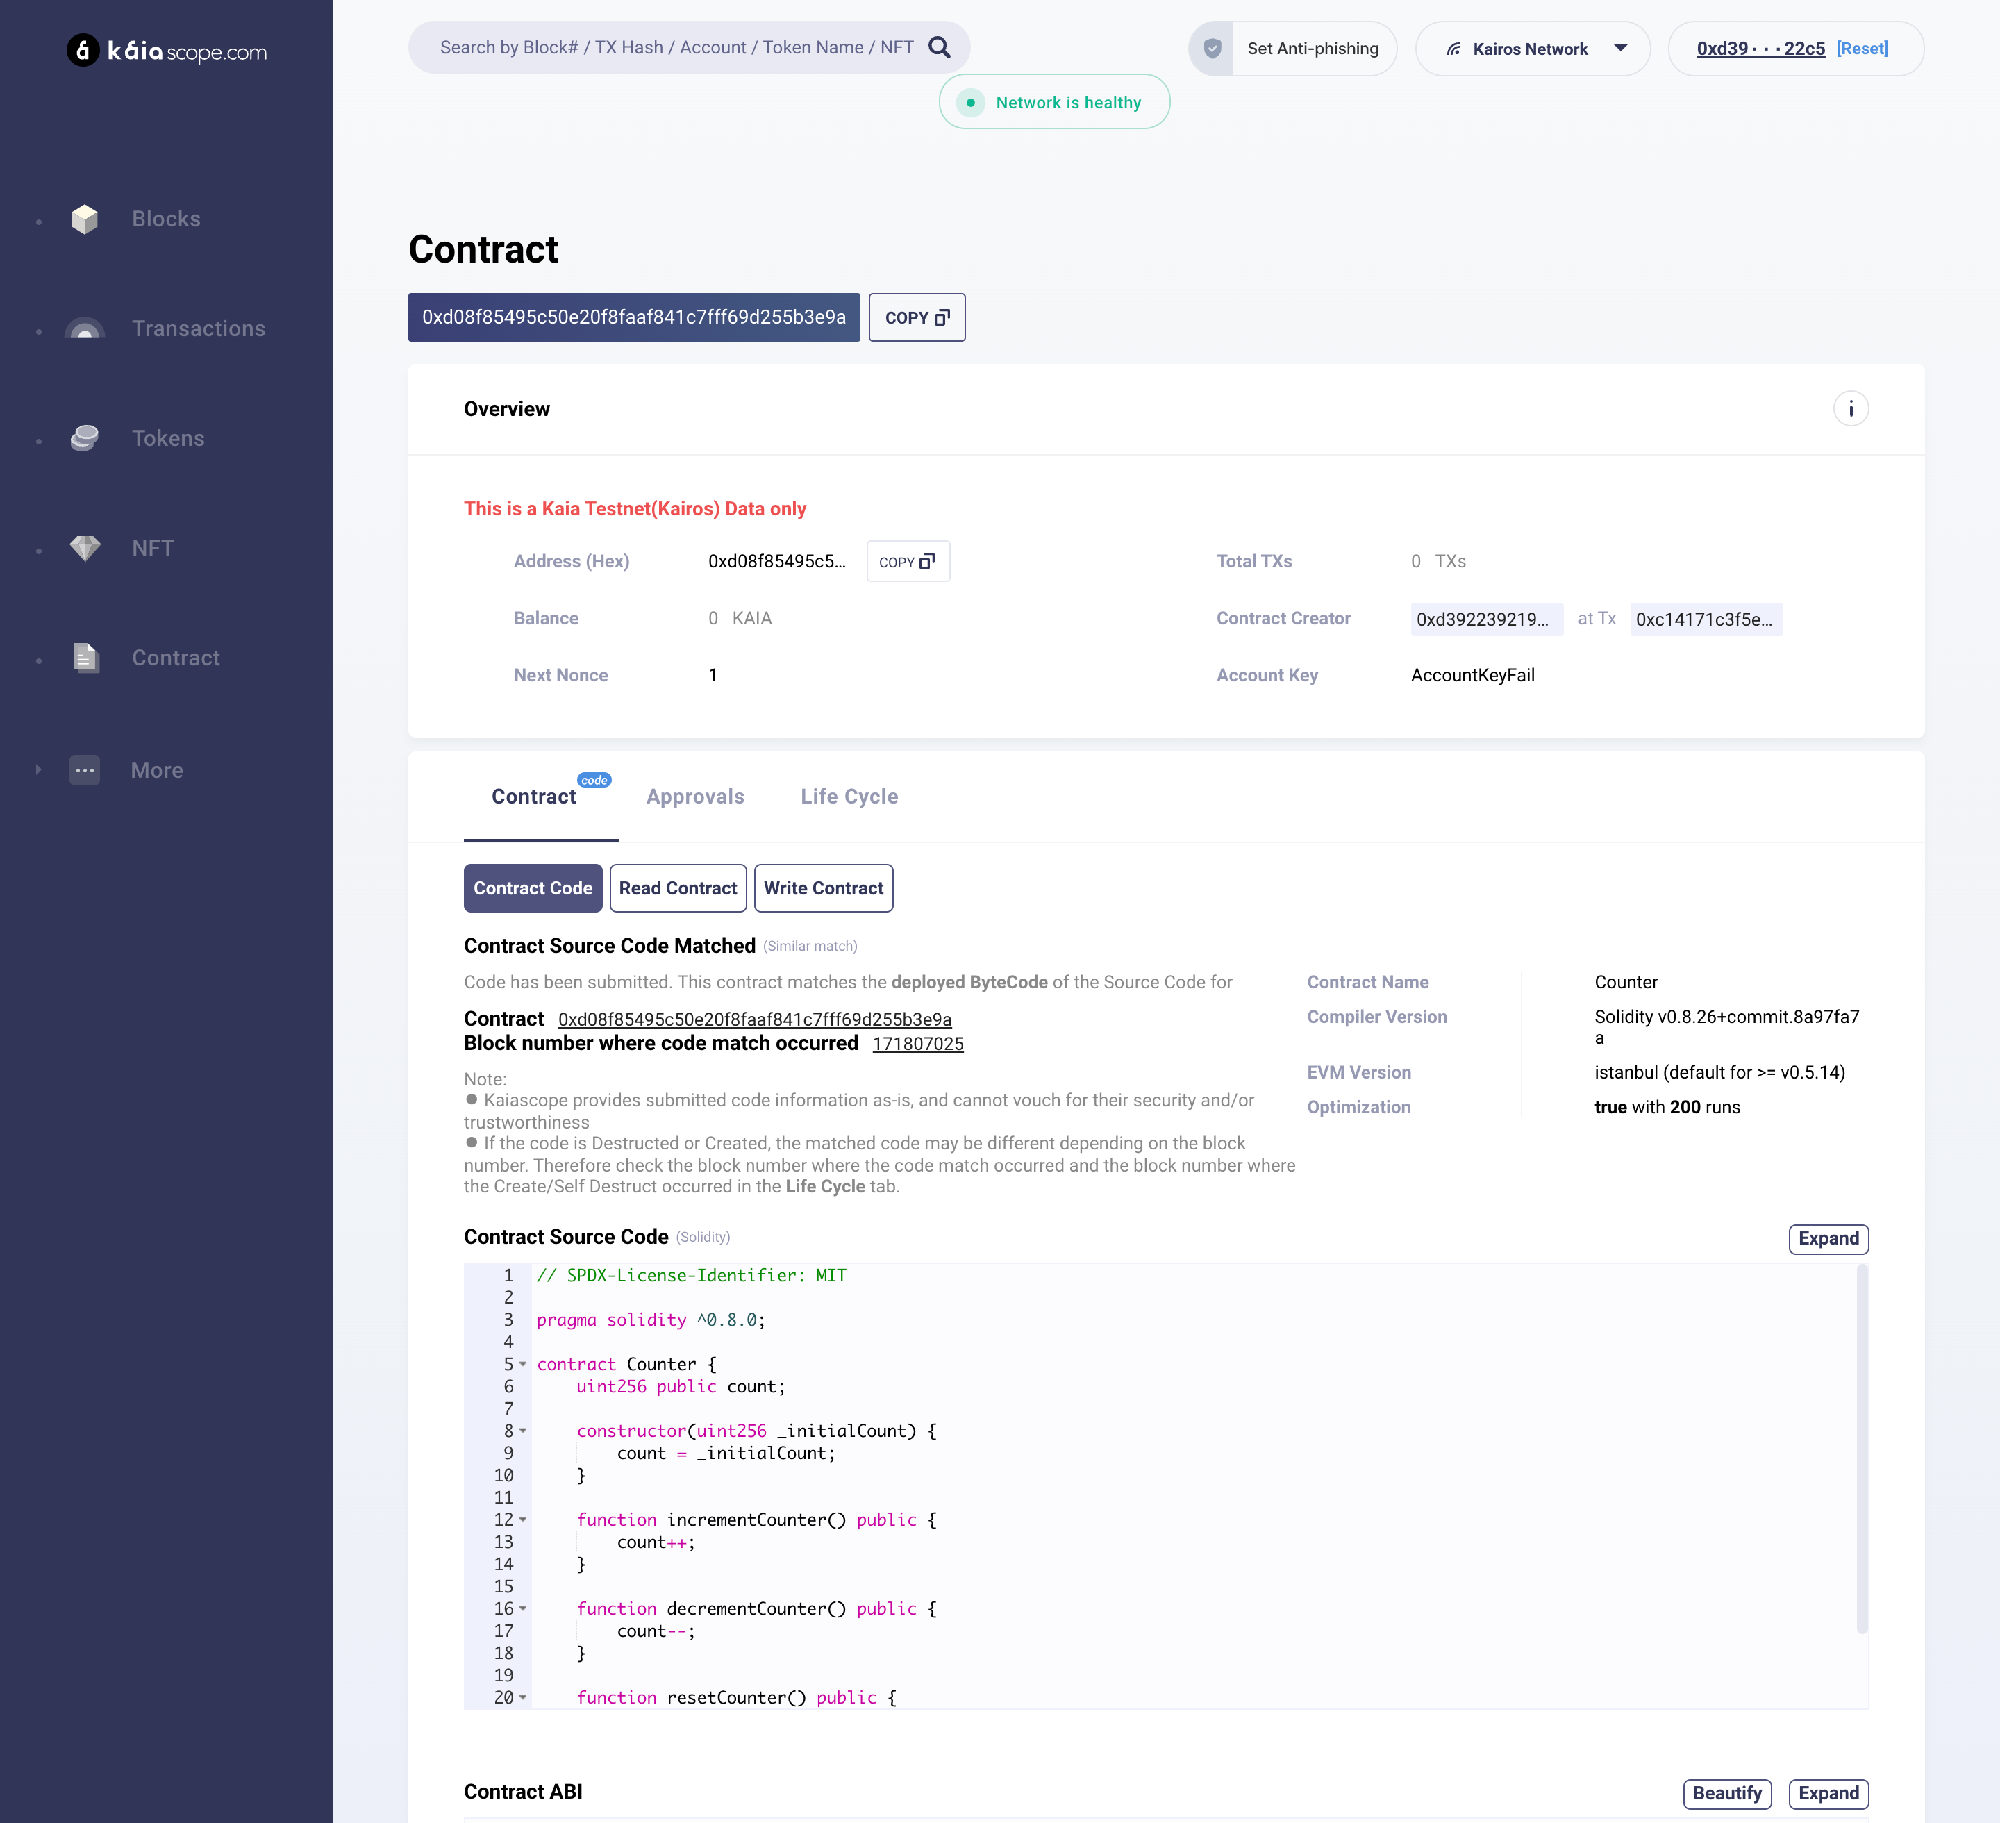 káia scope.com
Search by Block# / TX Hash / Account / Token Name / NFT
Set Anti-phishing
Kairos Network
0xd39···22c5 [Reset]
Network is healthy
Blocks
Transactions
Tokens
NFT
Contract
More
Contract
0xd08f85495c50e20f8faaf841c7fff69d255b3e9a
COPY
Overview
i
This is a Kaia Testnet(Kairos) Data only
Address (Hex) 0xd08f85495c5... COPY
Total TXs 0 TXs
Balance 0 KAIA
Contract Creator 0xd392239219... at Tx 0xc14171c3f5e...
Next Nonce 1
Account Key AccountKeyFail
Contract code
Approvals
Life Cycle
Contract Code
Read Contract
Write Contract
Contract Source Code Matched (Similar match)
Code has been submitted. This contract matches the deployed ByteCode of the Source Code for
Contract 0xd08f85495c50e20f8faaf841c7fff69d255b3e9a
Block number where code match occurred 171807025
Note:
● Kaiascope provides submitted code information as-is, and cannot vouch for their security and/or
trustworthiness
● If the code is Destructed or Created, the matched code may be different depending on the block
number. Therefore check the block number where the code match occurred and the block number where
the Create/Self Destruct occurred in the Life Cycle tab.
Contract Name Counter
Compiler Version Solidity v0.8.26+commit.8a97fa7
a
EVM Version istanbul (default for >= v0.5.14)
Optimization true with 200 runs
Contract Source Code (Solidity)
Expand
1 // SPDX-License-Identifier: MIT
2
3 pragma solidity ^0.8.0;
4
5 contract Counter {
6     uint256 public count;
7
8     constructor(uint256 _initialCount) {
9         count = _initialCount;
10     }
11
12     function incrementCounter() public {
13         count++;
14     }
15
16     function decrementCounter() public {
17         count--;
18     }
19
20     function resetCounter() public {
Contract ABI
Beautify
Expand